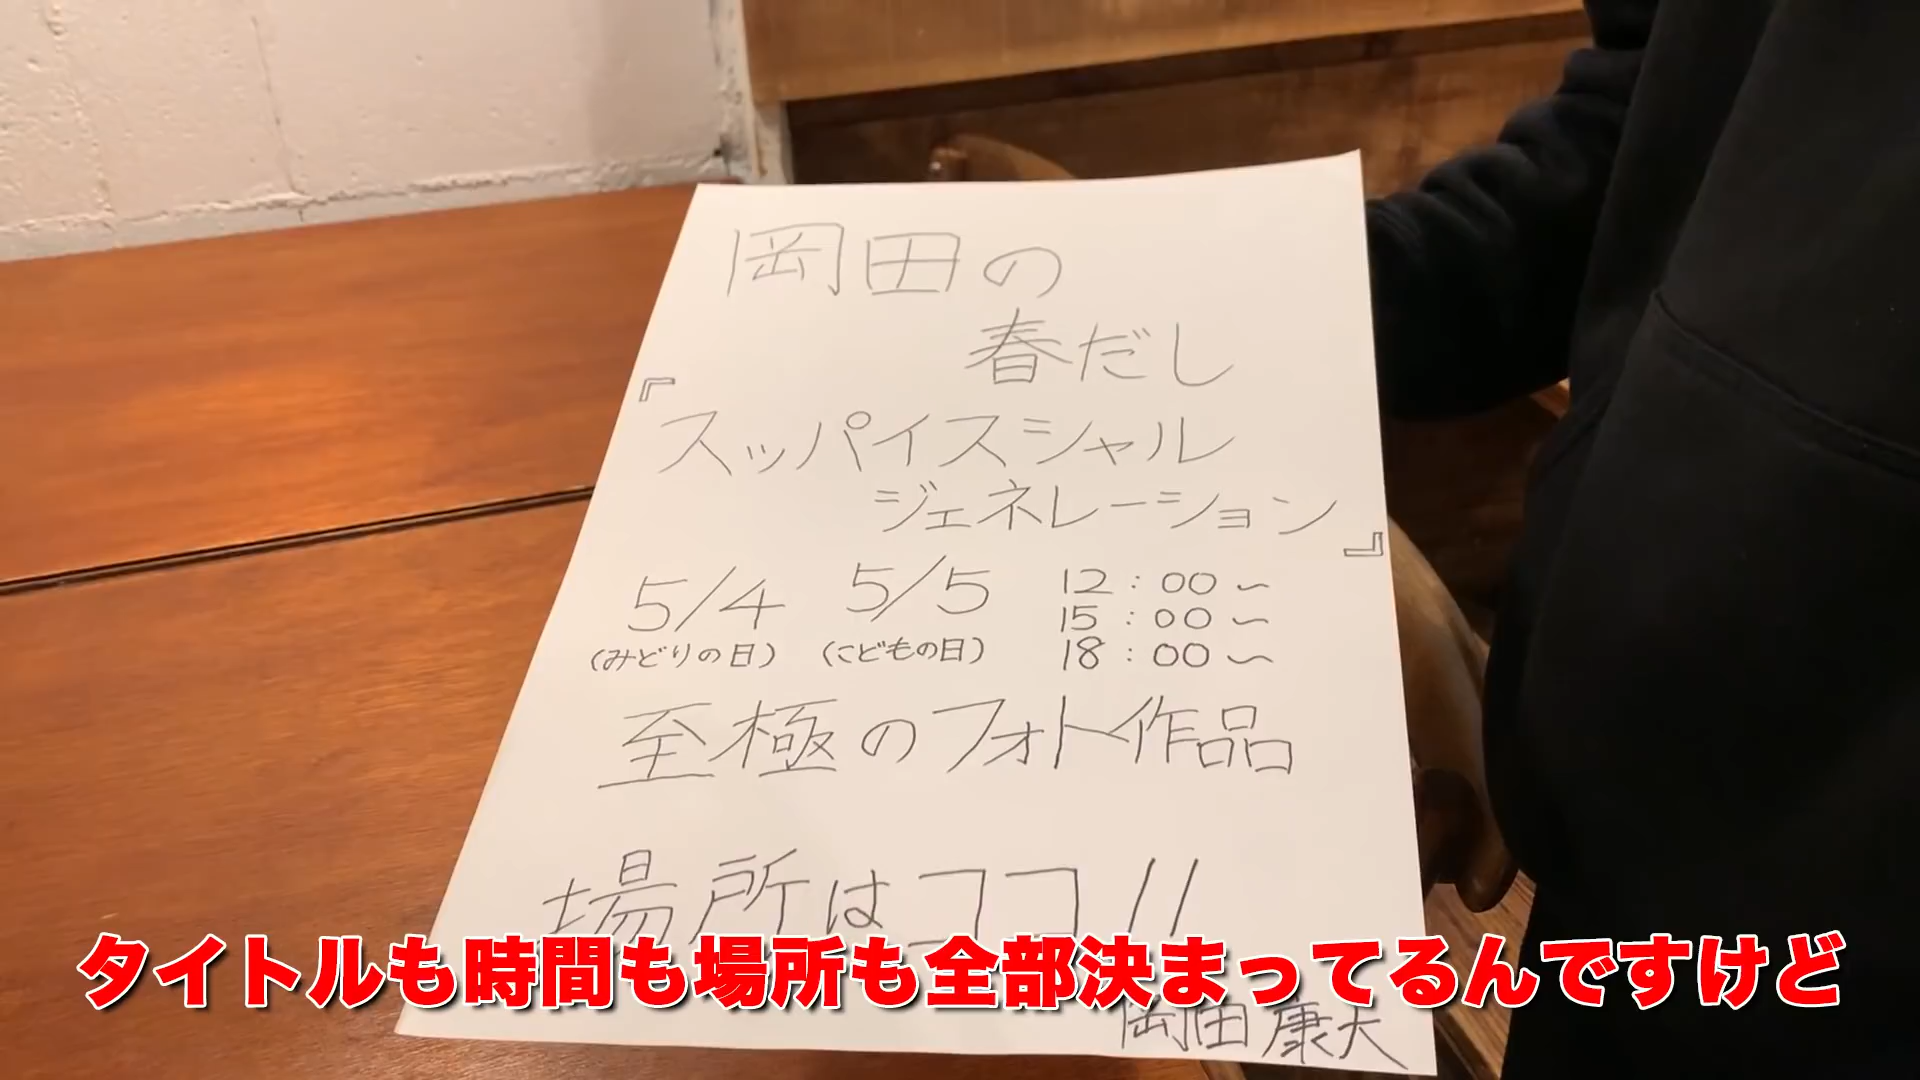 岡田の
春だし
『スッパイスシャル
ジェネレーション』
5/4 5/5 12:00〜
15:00〜
(みどりの日) (こどもの日) 18:00〜
至極のフォト作品
場所はココ!!
タイトルも時間も場所も全部決まってるんですけど
岡田康大